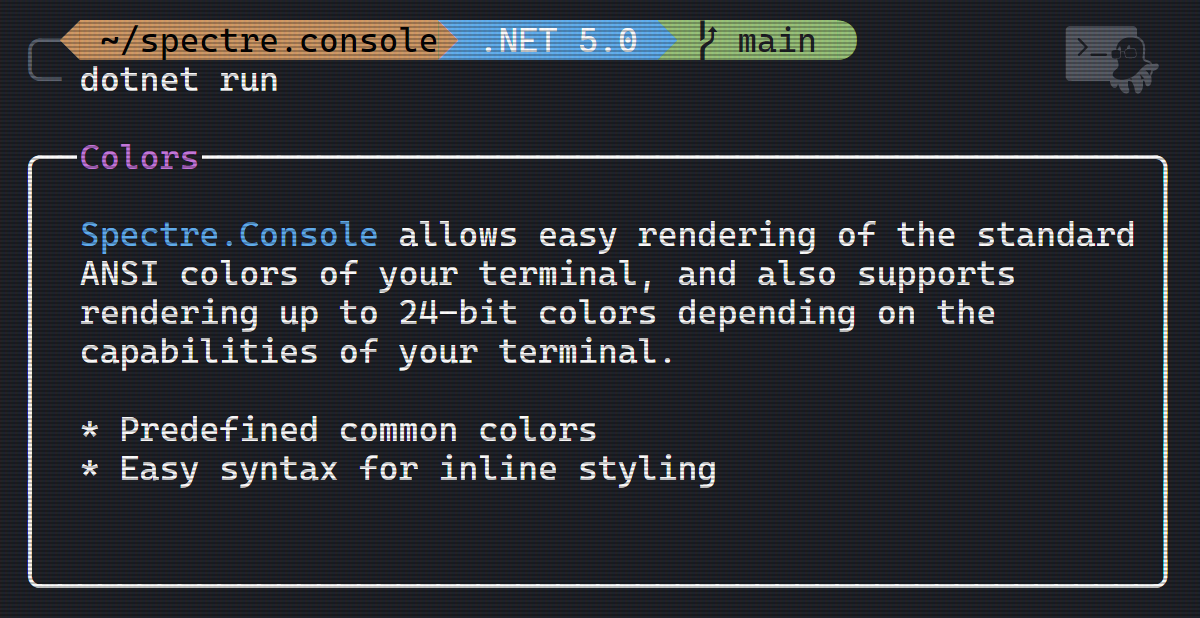 ~/spectre.console .NET 5.0 main
dotnet run
Colors
Spectre.Console allows easy rendering of the standard
ANSI colors of your terminal, and also supports
rendering up to 24-bit colors depending on the
capabilities of your terminal.
* Predefined common colors
* Easy syntax for inline styling